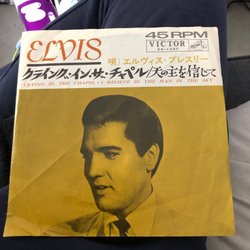 45 RPM
ELVIS
VICTOR
唄)エルヴィス・プレスリー
クライング・イン・ザ・チャペル/天の主を信じて
CRYING IN THE CHAPEL・I BELIEVE IN THE MAN IN THE SKY